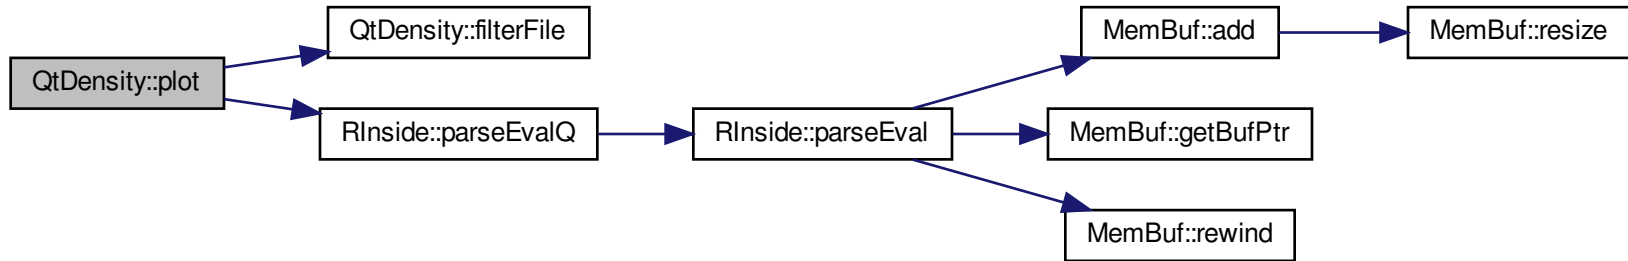 QtDensity::plot
QtDensity::filterFile
RInside::parseEvalQ
RInside::parseEval
MemBuf::add
MemBuf::resize
MemBuf::getBufPtr
MemBuf::rewind